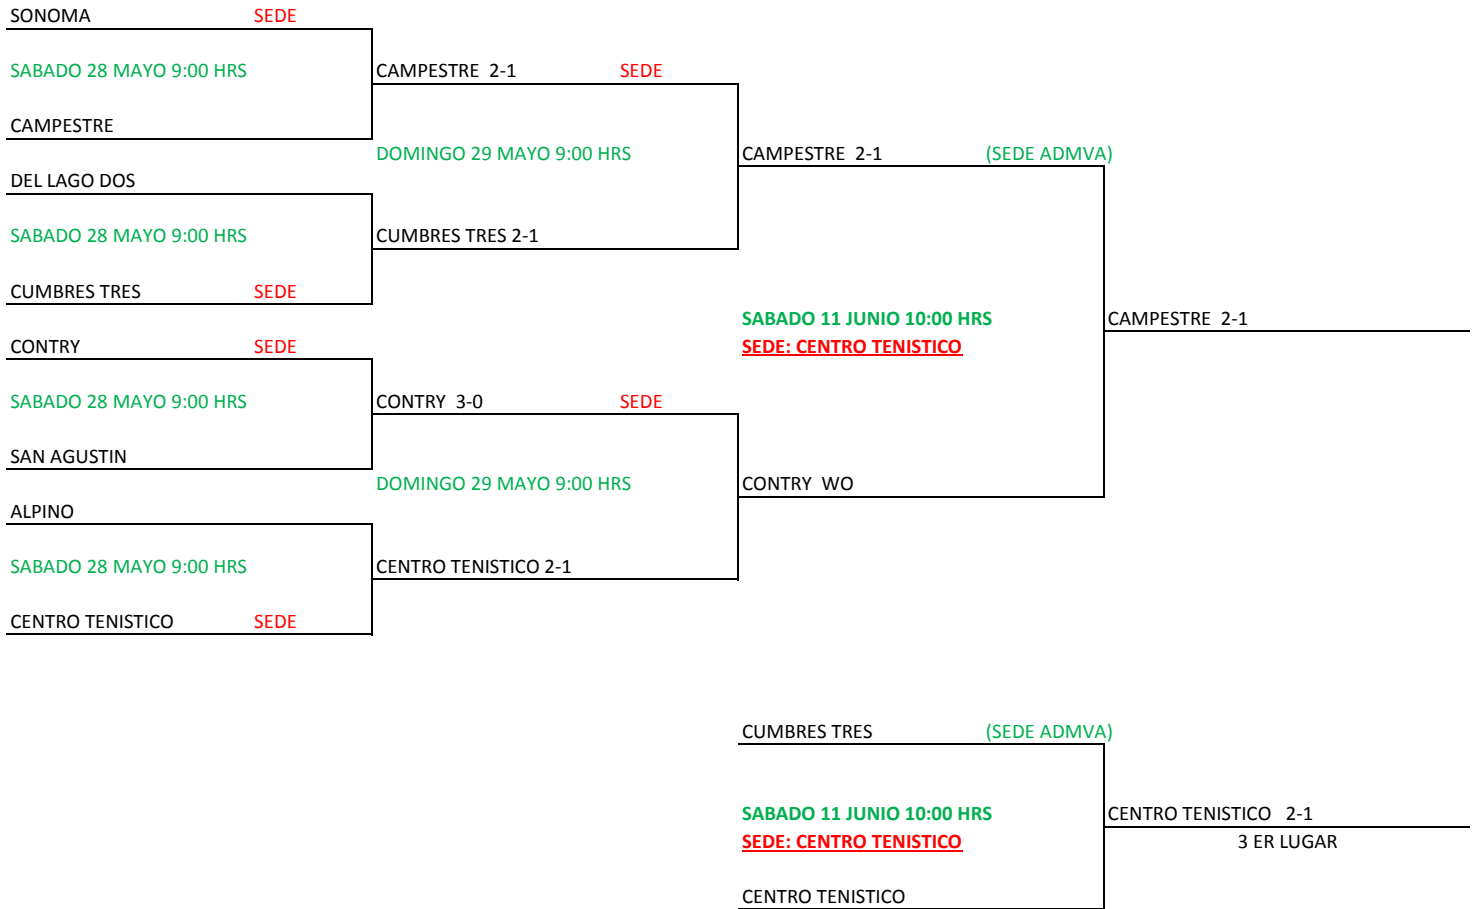 SONOMA SEDE
SABADO 28 MAYO 9:00 HRS
CAMPESTRE 2-1 SEDE
CAMPESTRE
DOMINGO 29 MAYO 9:00 HRS
CAMPESTRE 2-1 (SEDE ADMVA)
DEL LAGO DOS
SABADO 28 MAYO 9:00 HRS
CUMBRES TRES 2-1
CUMBRES TRES SEDE
SABADO 11 JUNIO 10:00 HRS
CAMPESTRE 2-1
CONTRY SEDE
SEDE: CENTRO TENISTICO
SABADO 28 MAYO 9:00 HRS
CONTRY 3-0 SEDE
SAN AGUSTIN
DOMINGO 29 MAYO 9:00 HRS
CONTRY WO
ALPINO
SABADO 28 MAYO 9:00 HRS
CENTRO TENISTICO 2-1
CENTRO TENISTICO SEDE
CUMBRES TRES (SEDE ADMVA)
SABADO 11 JUNIO 10:00 HRS
CENTRO TENISTICO 2-1
SEDE: CENTRO TENISTICO
3 ER LUGAR
CENTRO TENISTICO